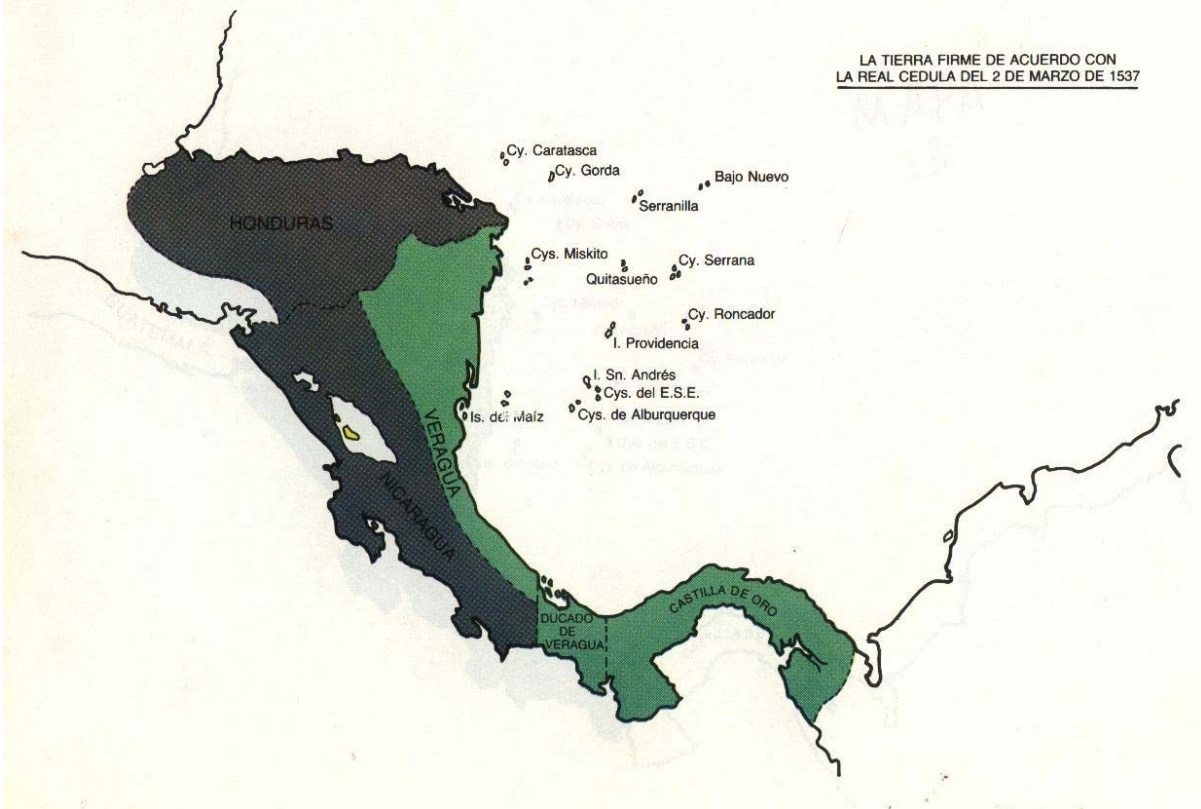 LA TIERRA FIRME DE ACUERDO CON
LA REAL CEDULA DEL 2 DE MARZO DE 1537
Cy. Caratasca
Cy. Gorda
Bajo Nuevo
Serranilla
HONDURAS
Cys. Miskito
Quitasueño
Cy. Serrana
Cy. Roncador
I. Providencia
I. Sn. Andrés
Cys. del E.S.E.
Is. del Maíz
Cys. de Alburquerque
VERAGUA
NICARAGUA
CASTILLA DE ORO
DUCADO
DE
VERAGUA
GUATEMALA